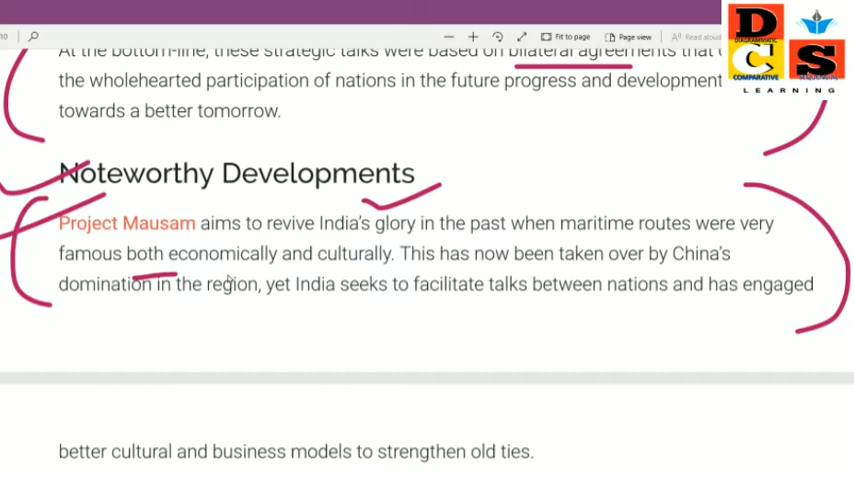 10
Fit to page
Page view
Read aloud
D
DIAGRAMMATIC
C
COMPARATIVE
S
LEARNING
At the bottom-line, these strategic talks were based on bilateral agreements that
the wholehearted participation of nations in the future progress and development
towards a better tomorrow.
Noteworthy Developments
Project Mausam aims to revive India's glory in the past when maritime routes were very
famous both economically and culturally. This has now been taken over by China's
domination in the region, yet India seeks to facilitate talks between nations and has engaged
better cultural and business models to strengthen old ties.